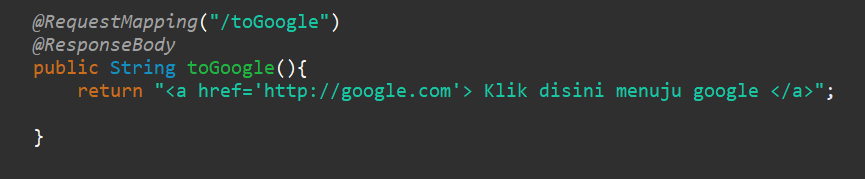 @RequestMapping("/toGoogle")
@ResponseBody
public String toGoogle(){
    return "<a href='http://google.com'> Klik disini menuju google </a>";
}